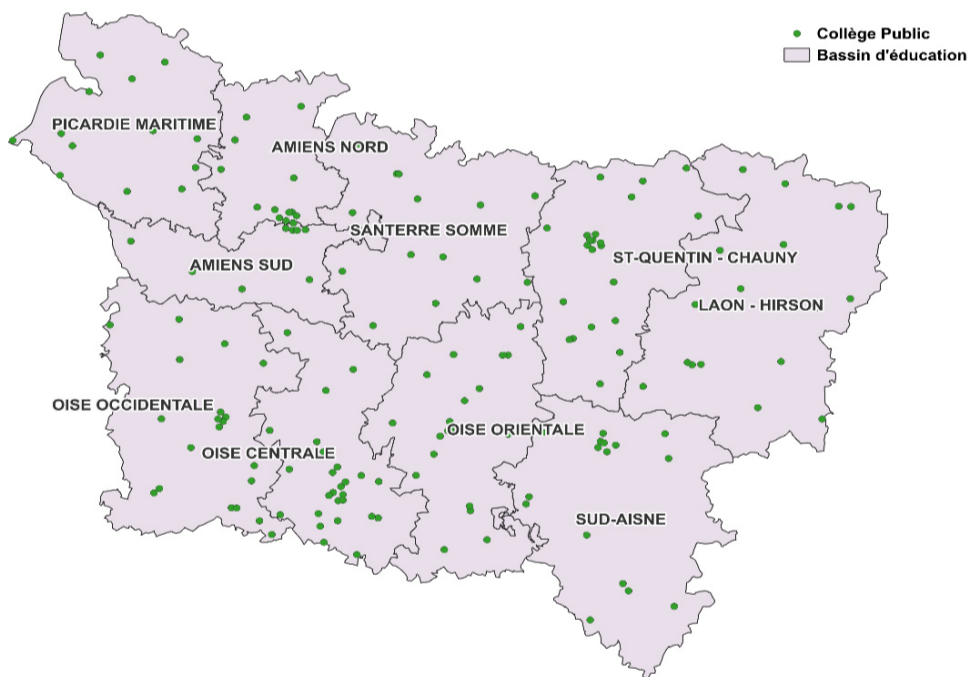 Collège Public
Bassin d'éducation
PICARDIE MARITIME
AMIENS NORD
SANTERRE SOMME
AMIENS SUD
ST-QUENTIN - CHAUNY
LAON - HIRSON
OISE OCCIDENTALE
OISE CENTRALE
OISE ORIENTALE
SUD-AISNE